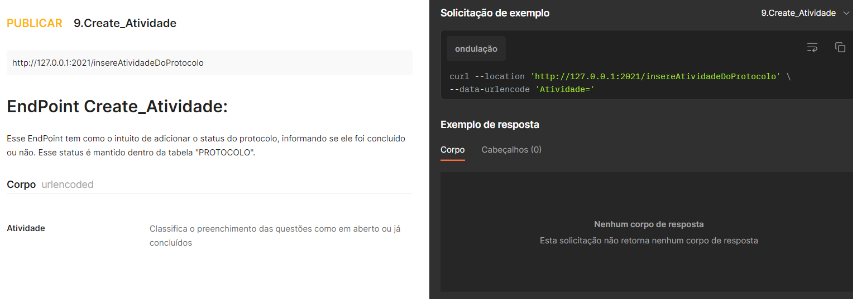 PUBLICAR 9.Create_Atividade
http://127.0.0.1:2021/insereAtividadeDoProtocolo
EndPoint Create_Atividade:
Esse EndPoint tem como o intuito de adicionar o status do protocolo, informando se ele foi concluído
ou não. Esse status é mantido dentro da tabela "PROTOCOLO".
Corpo urlencoded
Atividade
Classifica o preenchimento das questões como em aberto ou já
concluídos
Solicitação de exemplo
9.Create_Atividade
ondulação
curl --location 'http://127.0.0.1:2021/insereAtividadeDoProtocolo' \
--data-urlencode 'Atividade='
Exemplo de resposta
Corpo Cabeçalhos (0)
Nenhum corpo de resposta
Esta solicitação não retorna nenhum corpo de resposta